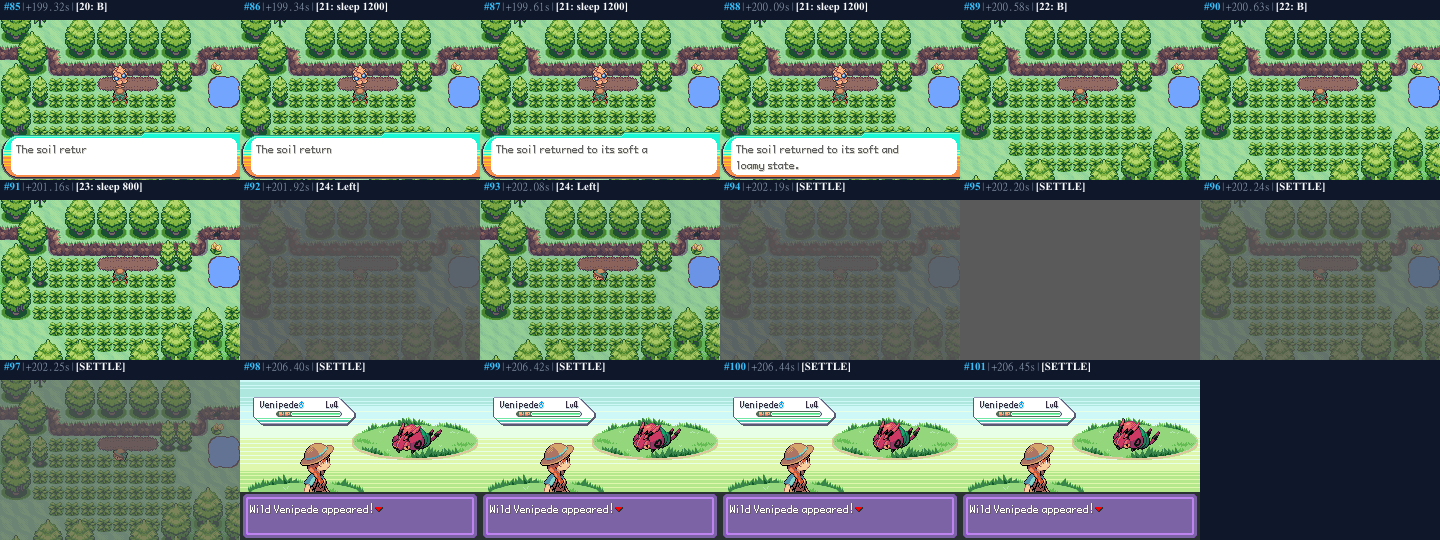 #85|+199.32s|[20: B]
#86|+199.34s|[21: sleep 1200]
#87|+199.61s|[21: sleep 1200]
#88|+200.09s|[21: sleep 1200]
#89|+200.58s|[22: B]
#90|+200.63s|[22: B]
The soil retur
The soil return
The soil returned to its soft a
The soil returned to its soft and
loamy state.
#91|+201.16s|[23: sleep 800]
#92|+201.92s|[24: Left]
#93|+202.08s|[24: Left]
#94|+202.19s|[SETTLE]
#95|+202.20s|[SETTLE]
#96|+202.24s|[SETTLE]
#97|+202.25s|[SETTLE]
#98|+206.40s|[SETTLE]
#99|+206.42s|[SETTLE]
#100|+206.44s|[SETTLE]
#101|+206.45s|[SETTLE]
Venipede♂ Lv4
Venipede♂ Lv4
Venipede♂ Lv4
Venipede♂ Lv4
Wild Venipede appeared!
Wild Venipede appeared!
Wild Venipede appeared!
Wild Venipede appeared!